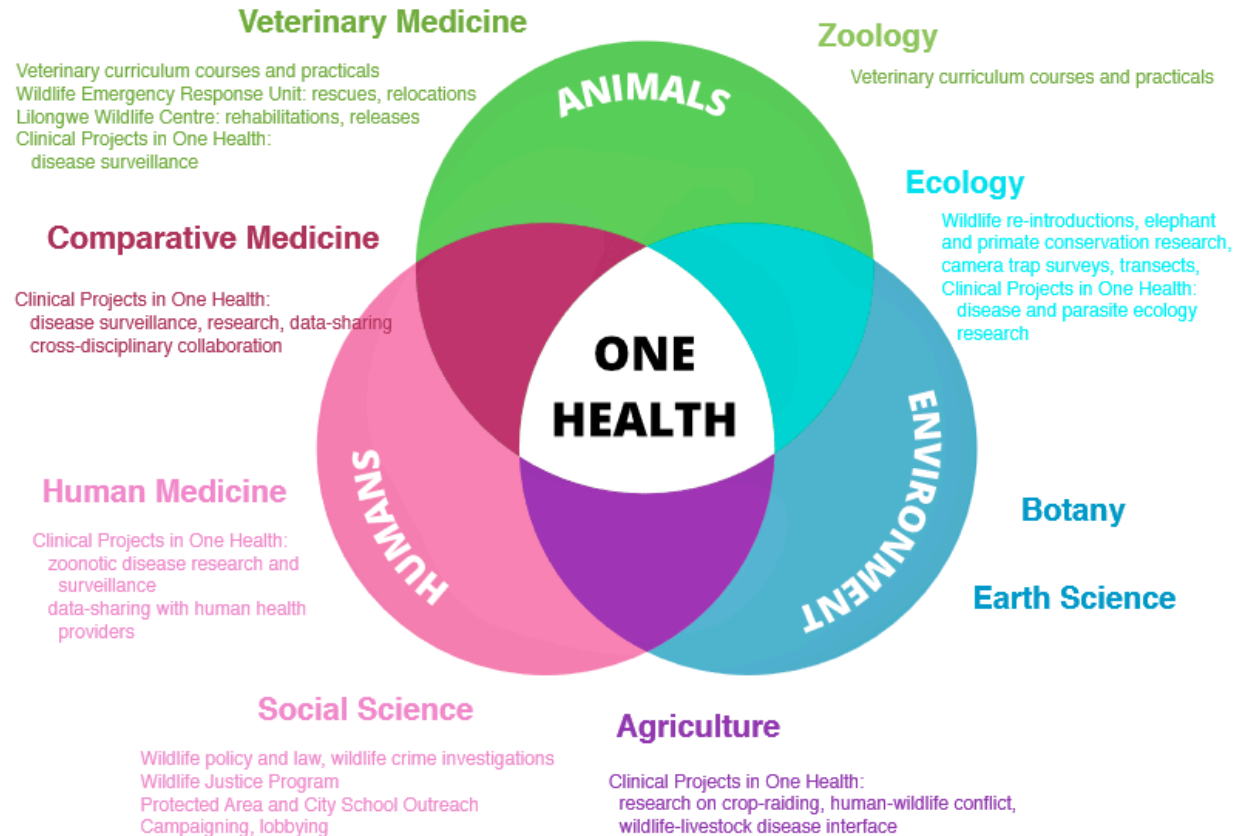 Veterinary Medicine
Veterinary curriculum courses and practicals
Wildlife Emergency Response Unit: rescues, relocations
Lilongwe Wildlife Centre: rehabilitations, releases
Clinical Projects in One Health:
disease surveillance
Zoology
Veterinary curriculum courses and practicals
ANIMALS
Ecology
Wildlife re-introductions, elephant
and primate conservation research,
camera trap surveys, transects,
Clinical Projects in One Health:
disease and parasite ecology
research
Comparative Medicine
Clinical Projects in One Health:
disease surveillance, research, data-sharing
cross-disciplinary collaboration
ONE
HEALTH
HUMANS
ENVIRONMENT
Human Medicine
Clinical Projects in One Health:
zoonotic disease research and
surveillance
data-sharing with human health
providers
Botany
Earth Science
Social Science
Wildlife policy and law, wildlife crime investigations
Wildlife Justice Program
Protected Area and City School Outreach
Campaigning, lobbying
Agriculture
Clinical Projects in One Health:
research on crop-raiding, human-wildlife conflict,
wildlife-livestock disease interface